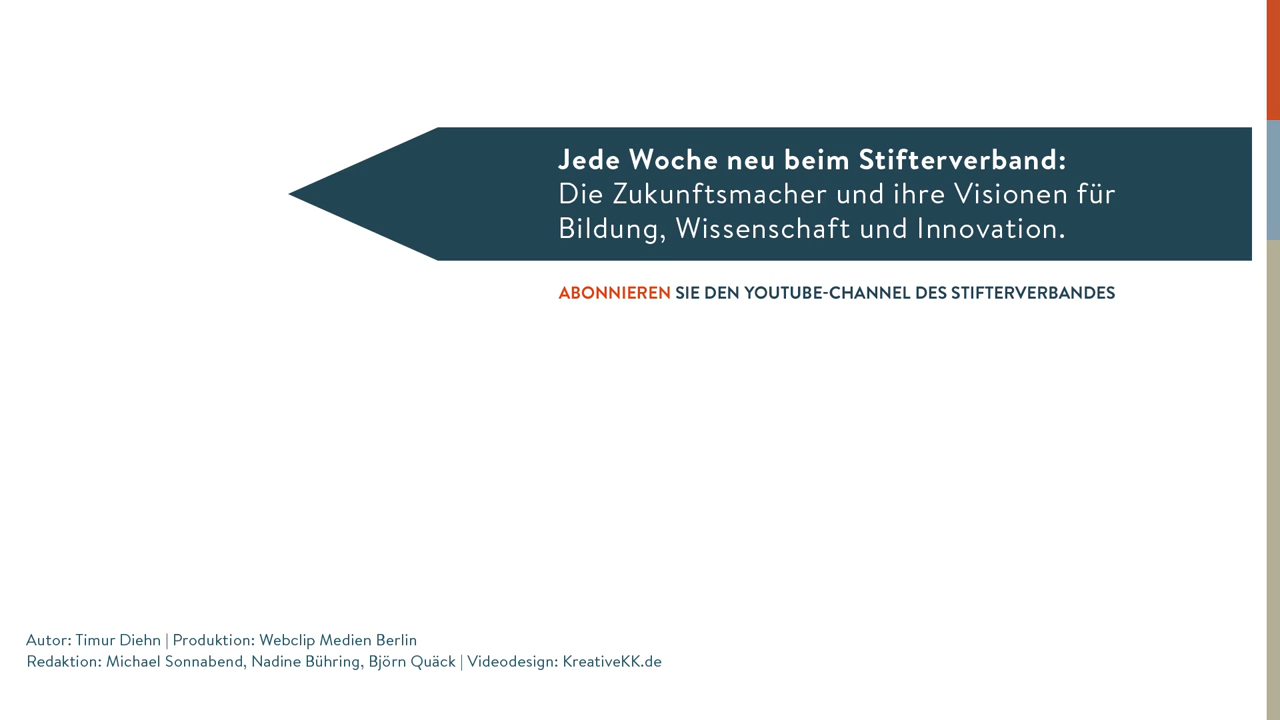 Jede Woche neu beim Stifterverband:
Die Zukunftsmacher und ihre Visionen für
Bildung, Wissenschaft und Innovation.
ABONNIEREN SIE DEN YOUTUBE-CHANNEL DES STIFTERVERBANDES
Autor: Timur Diehn | Produktion: Webclip Medien Berlin
Redaktion: Michael Sonnabend, Nadine Bühring, Björn Quäck | Videodesign: KreativeKK.de